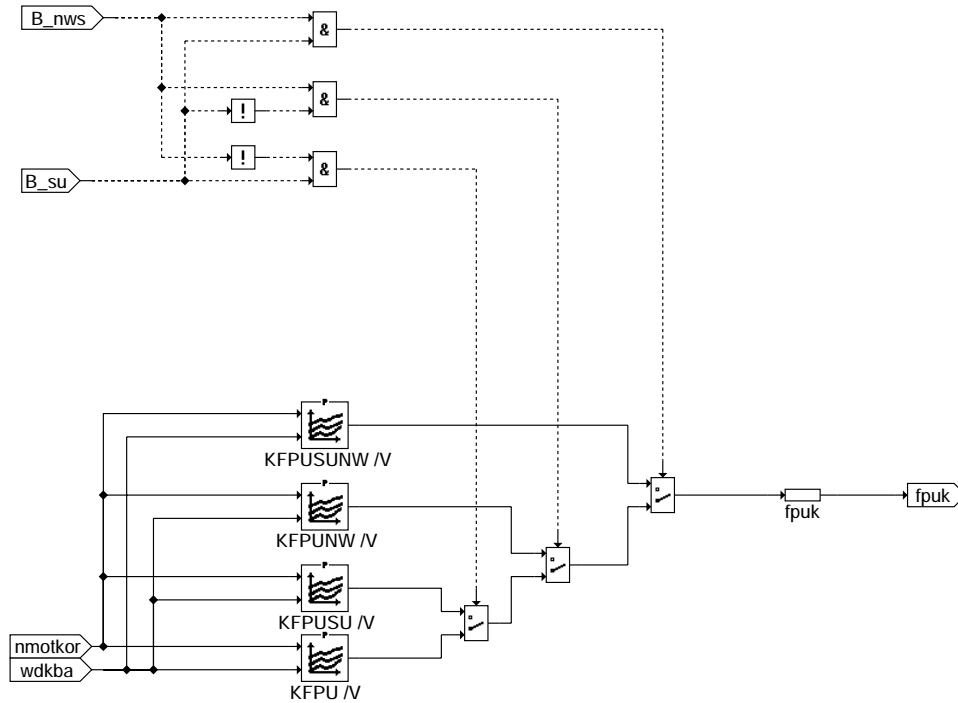 B_nws
&
&
!
!
&
B_su
P
KFPUSUNW /V
P
KFPUNW /V
fpuk
fpuk
P
KFPUSU /V
P
nmotkor
wdkba
KFPU /V